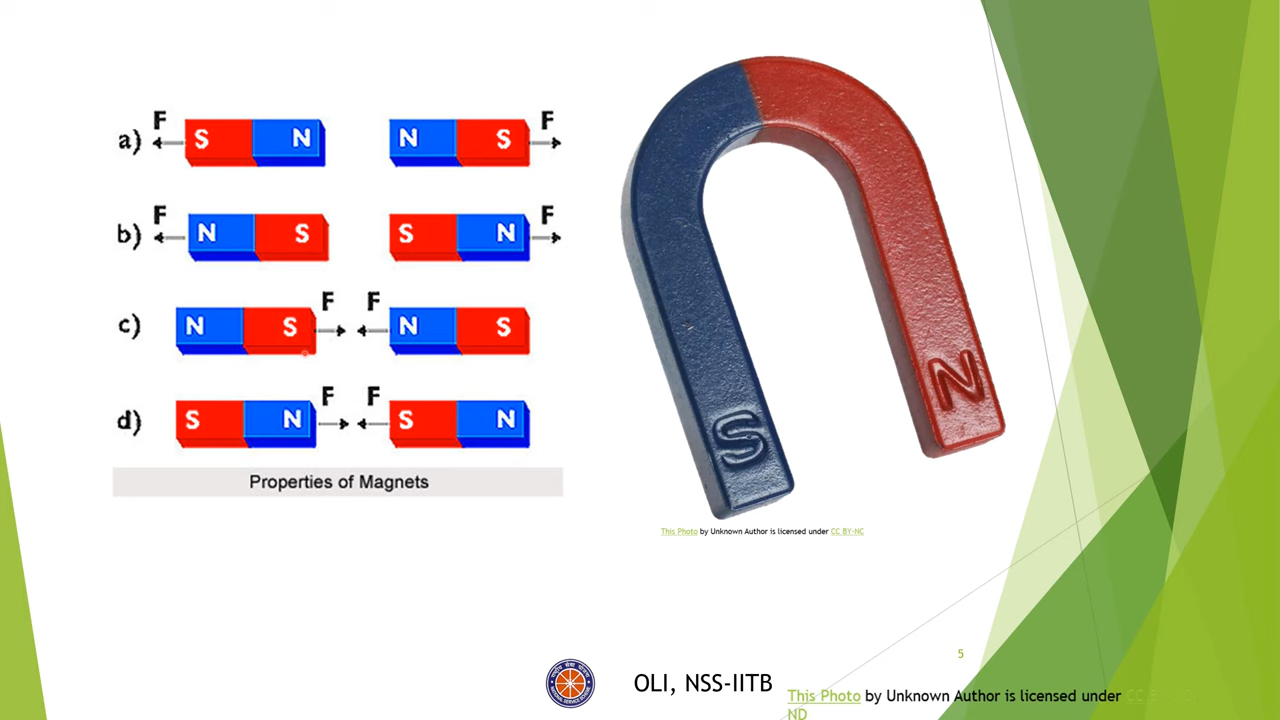 a) F S N N S F
b) F N S S N F
c) N S F F N S
d) S N F F S N
Properties of Magnets
S
N
This Photo by Unknown Author is licensed under CC BY-NC
5
OLI, NSS-IITB
This Photo by Unknown Author is licensed under
ND